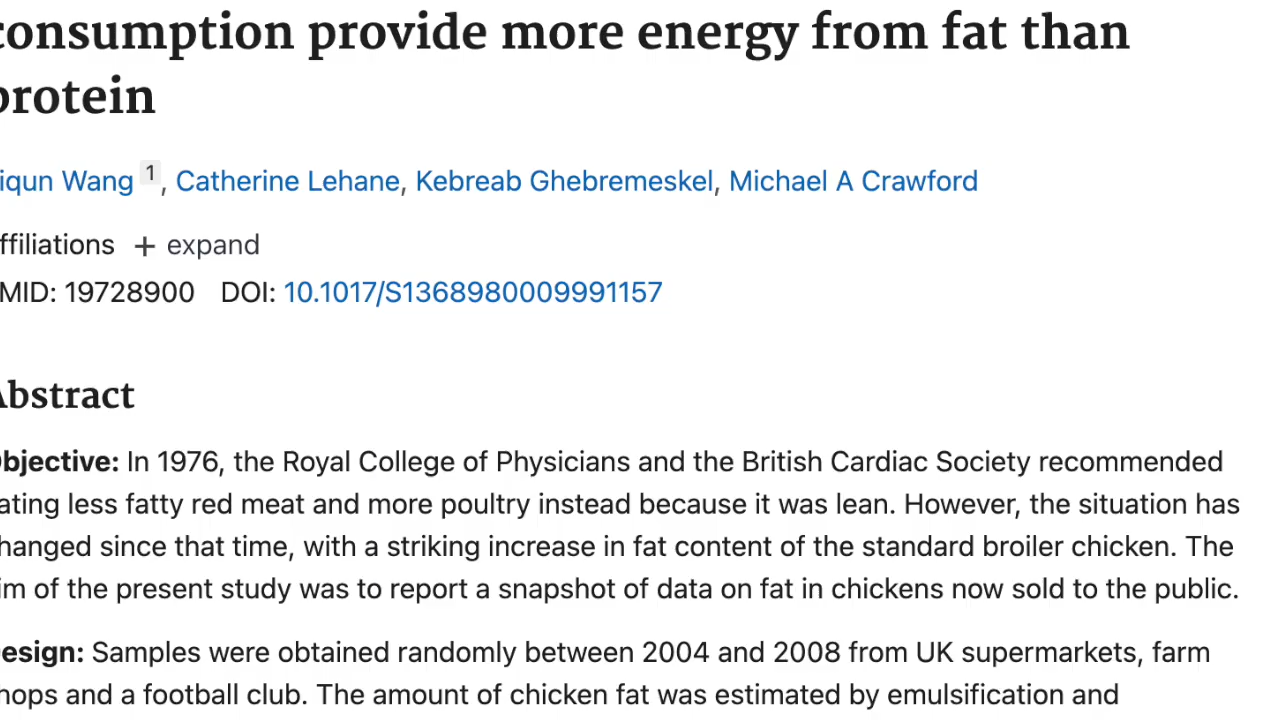 consumption provide more energy from fat than
protein
iqun Wang 1, Catherine Lehane, Kebreab Ghebremeskel, Michael A Crawford
ffiliations + expand
MID: 19728900 DOI: 10.1017/S1368980009991157
Abstract
bjective: In 1976, the Royal College of Physicians and the British Cardiac Society recommended
ating less fatty red meat and more poultry instead because it was lean. However, the situation has
hanged since that time, with a striking increase in fat content of the standard broiler chicken. The
im of the present study was to report a snapshot of data on fat in chickens now sold to the public.
esign: Samples were obtained randomly between 2004 and 2008 from UK supermarkets, farm
hops and a football club. The amount of chicken fat was estimated by emulsification and